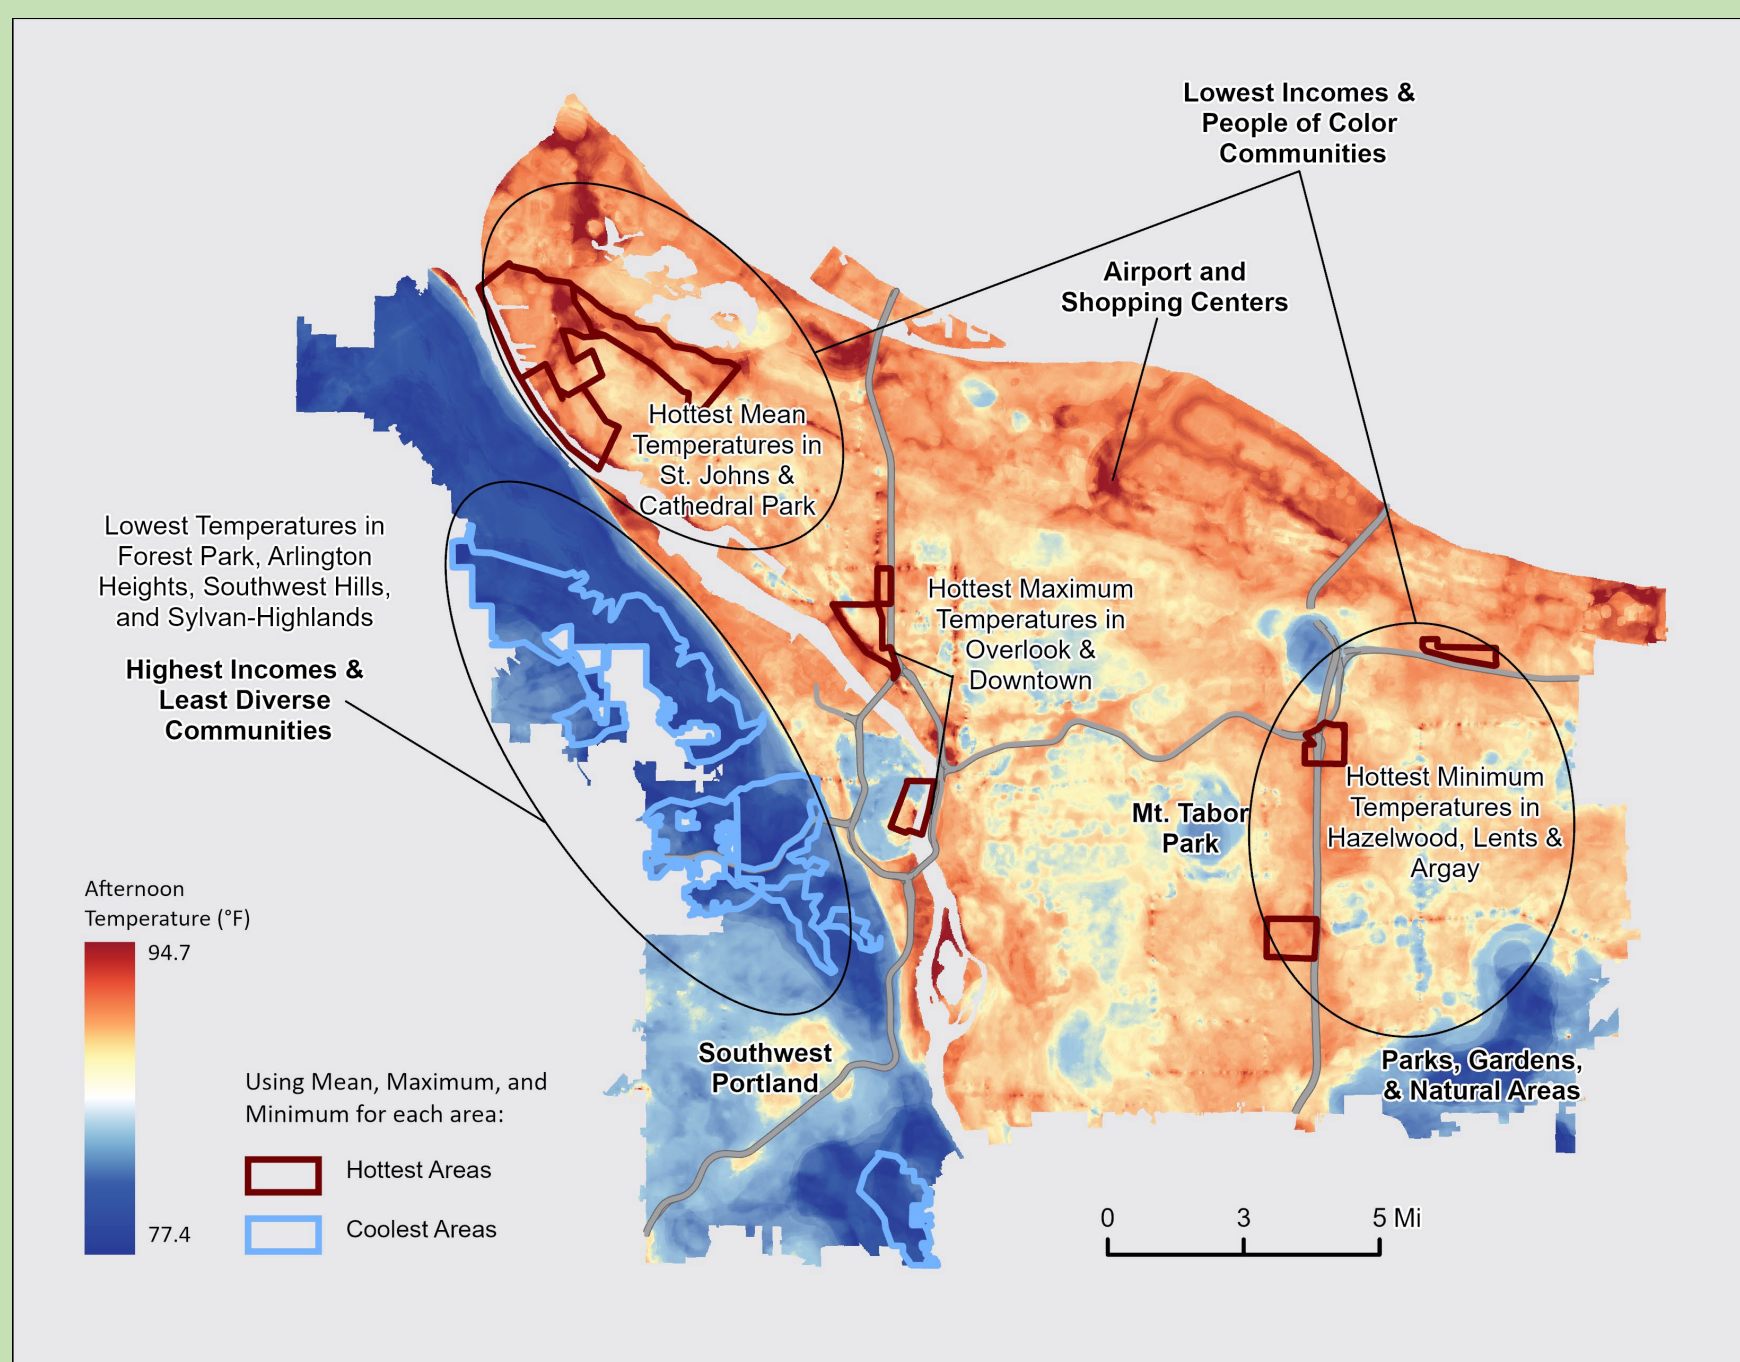 Lowest Incomes &
People of Color
Communities
Airport and
Shopping Centers
Hottest Mean
Temperatures in
St. Johns &
Cathedral Park
Lowest Temperatures in
Forest Park, Arlington
Heights, Southwest Hills,
and Sylvan-Highlands
Highest Incomes &
Least Diverse
Communities
Hottest Maximum
Temperatures in
Overlook &
Downtown
Mt. Tabor
Park
Hottest Minimum
Temperatures in
Hazelwood, Lents &
Argay
Southwest
Portland
Parks, Gardens,
& Natural Areas
Afternoon
Temperature (°F)
94.7
77.4
Using Mean, Maximum, and
Minimum for each area:
Hottest Areas
Coolest Areas
0 3 5 Mi